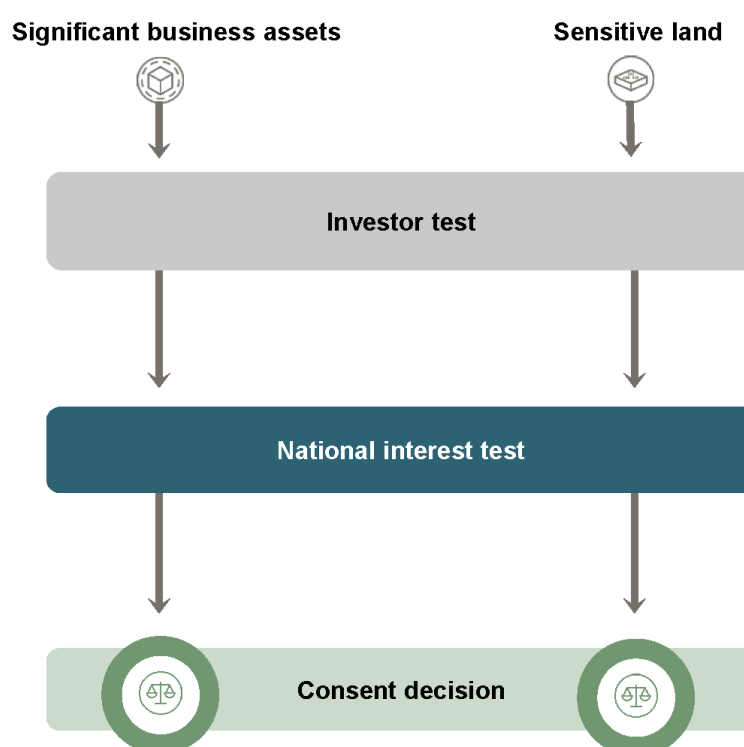 Significant business assets
Sensitive land
Investor test
National interest test
Consent decision